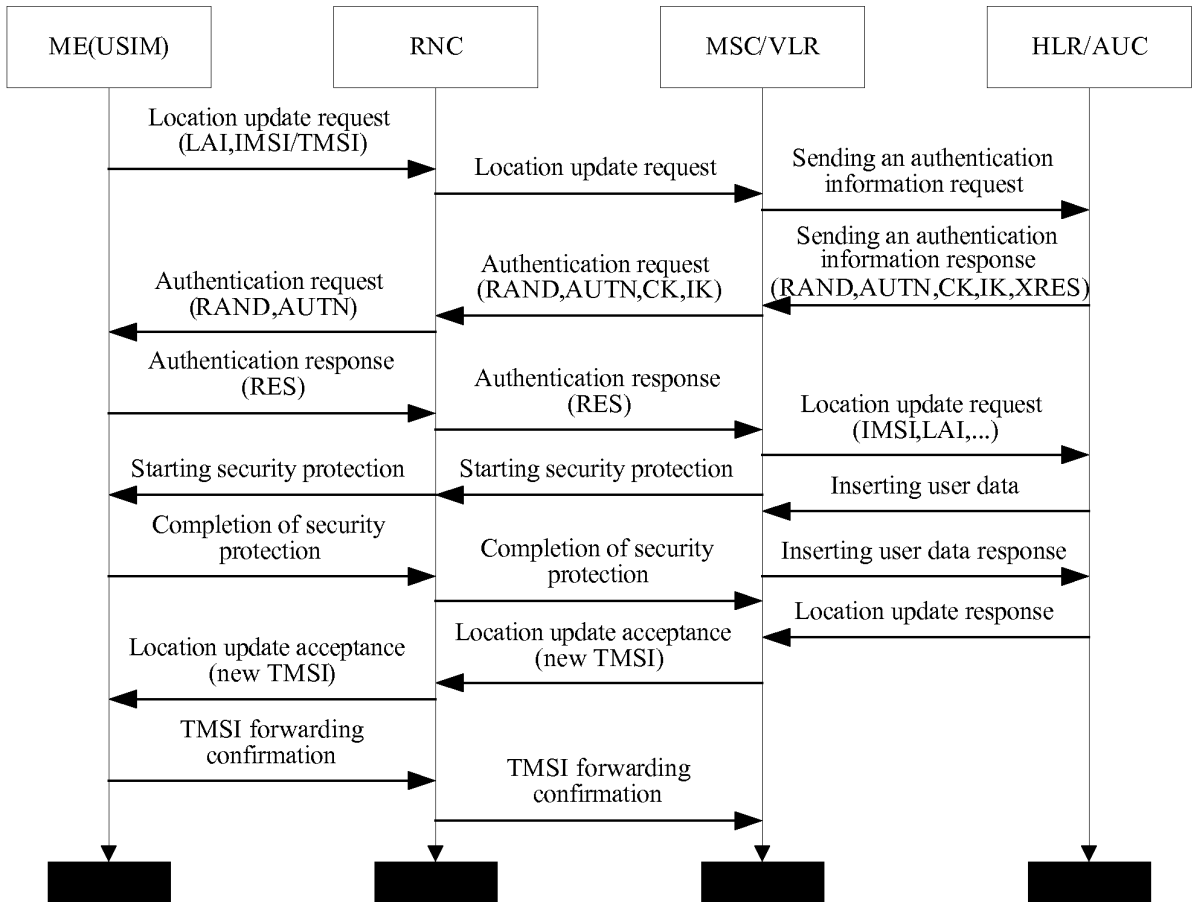 ME(USIM)
RNC
MSC/VLR
HLR/AUC
Location update request
(LAI,IMSI/TMSI)
Location update request
Sending an authentication
information request
Sending an authentication
information response
(RAND,AUTN,CK,IK,XRES)
Authentication request
(RAND,AUTN,CK,IK)
Authentication request
(RAND,AUTN)
Authentication response
(RES)
Authentication response
(RES)
Location update request
(IMSI,LAI,...)
Starting security protection
Starting security protection
Inserting user data
Completion of security
protection
Completion of security
protection
Inserting user data response
Location update response
Location update acceptance
(new TMSI)
Location update acceptance
(new TMSI)
TMSI forwarding
confirmation
TMSI forwarding
confirmation